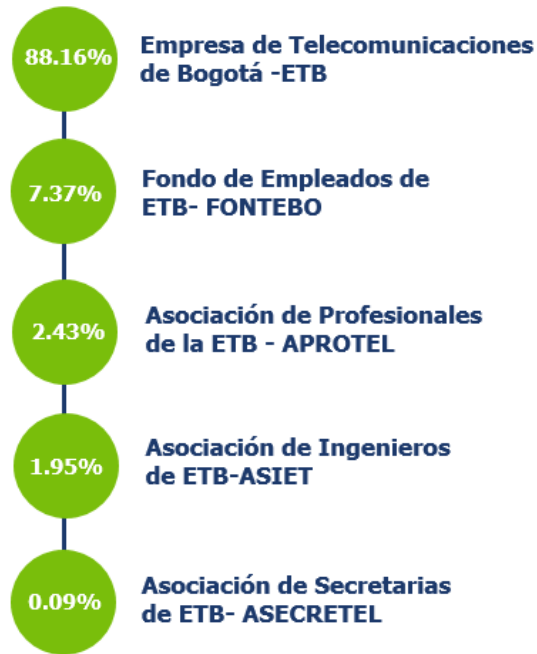 88.16%
Empresa de Telecomunicaciones
de Bogotá -ETB
7.37%
Fondo de Empleados de
ETB- FONTEBO
2.43%
Asociación de Profesionales
de la ETB - APROTEL
1.95%
Asociación de Ingenieros
de ETB-ASIET
0.09%
Asociación de Secretarias
de ETB- ASECRETEL